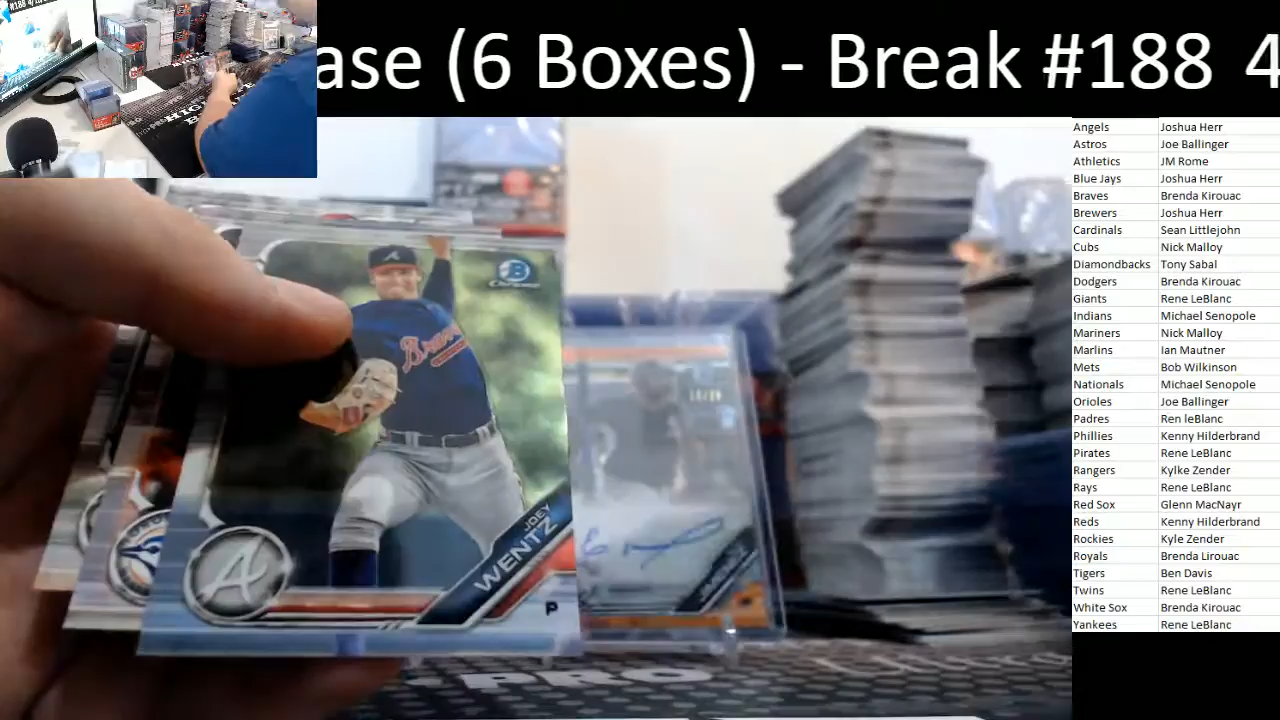 #188 4/
ase (6 Boxes) - Break #188 4
Angels Joshua Herr
Astros Joe Ballinger
Athletics JM Rome
Blue Jays Joshua Herr
Braves Brenda Kirouac
Brewers Joshua Herr
Cardinals Sean Littlejohn
Cubs Nick Malloy
Diamondbacks Tony Sabal
Dodgers Brenda Kirouac
Giants Rene LeBlanc
Indians Michael Senopole
Mariners Nick Malloy
Marlins Ian Mautner
Mets Bob Wilkinson
Nationals Michael Senopole
Orioles Joe Ballinger
Padres Ren leBlanc
Phillies Kenny Hilderbrand
Pirates Rene LeBlanc
Rangers Kylke Zender
Rays Rene LeBlanc
Red Sox Glenn MacNayr
Reds Kenny Hilderbrand
Rockies Kyle Zender
Royals Brenda Lirouac
Tigers Ben Davis
Twins Rene LeBlanc
White Sox Brenda Kirouac
Yankees Rene LeBlanc
B
Chrome
Braves
A
JOEY
WENTZ
P
PRO